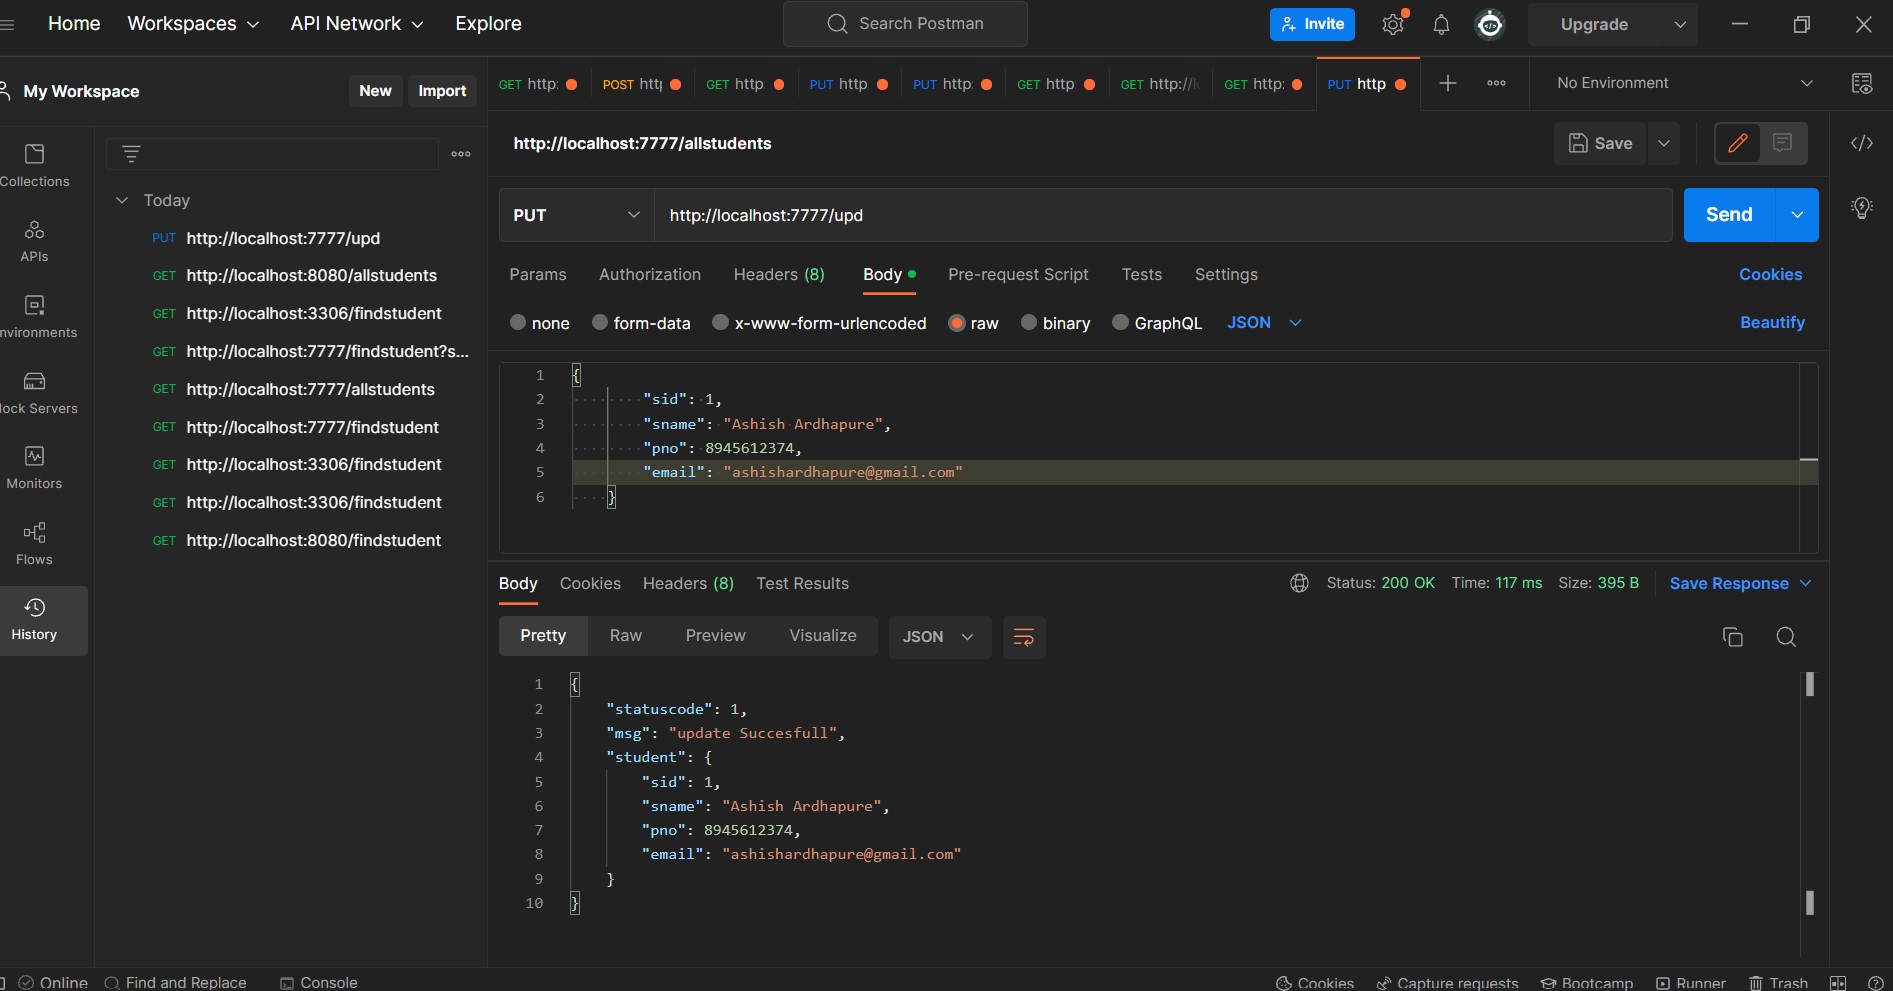 Home Workspaces API Network Explore Search Postman Invite Upgrade
My Workspace New Import
GET http: POST htt GET http: PUT http PUT http: GET http: GET http://l GET http: PUT http No Environment
http://localhost:7777/allstudents Save
Collections
APIs
nvironments
ock Servers
Monitors
Flows
History
Today
PUT http://localhost:7777/upd
GET http://localhost:8080/allstudents
GET http://localhost:3306/findstudent
GET http://localhost:7777/findstudent?s...
GET http://localhost:7777/allstudents
GET http://localhost:7777/findstudent
GET http://localhost:3306/findstudent
GET http://localhost:3306/findstudent
GET http://localhost:8080/findstudent
PUT http://localhost:7777/upd Send
Params Authorization Headers (8) Body Pre-request Script Tests Settings Cookies
none form-data x-www-form-urlencoded raw binary GraphQL JSON Beautify
1 {
2 "sid": 1,
3 "sname": "Ashish Ardhapure",
4 "pno": 8945612374,
5 "email": "ashishardhapure@gmail.com"
6 }
Body Cookies Headers (8) Test Results Status: 200 OK Time: 117 ms Size: 395 B Save Response
Pretty Raw Preview Visualize JSON
1 {
2 "statuscode": 1,
3 "msg": "update Succesfull",
4 "student": {
5 "sid": 1,
6 "sname": "Ashish Ardhapure",
7 "pno": 8945612374,
8 "email": "ashishardhapure@gmail.com"
9 }
10 }
Online Find and Replace Console Cookies Capture requests Bootcamp Runner Trash